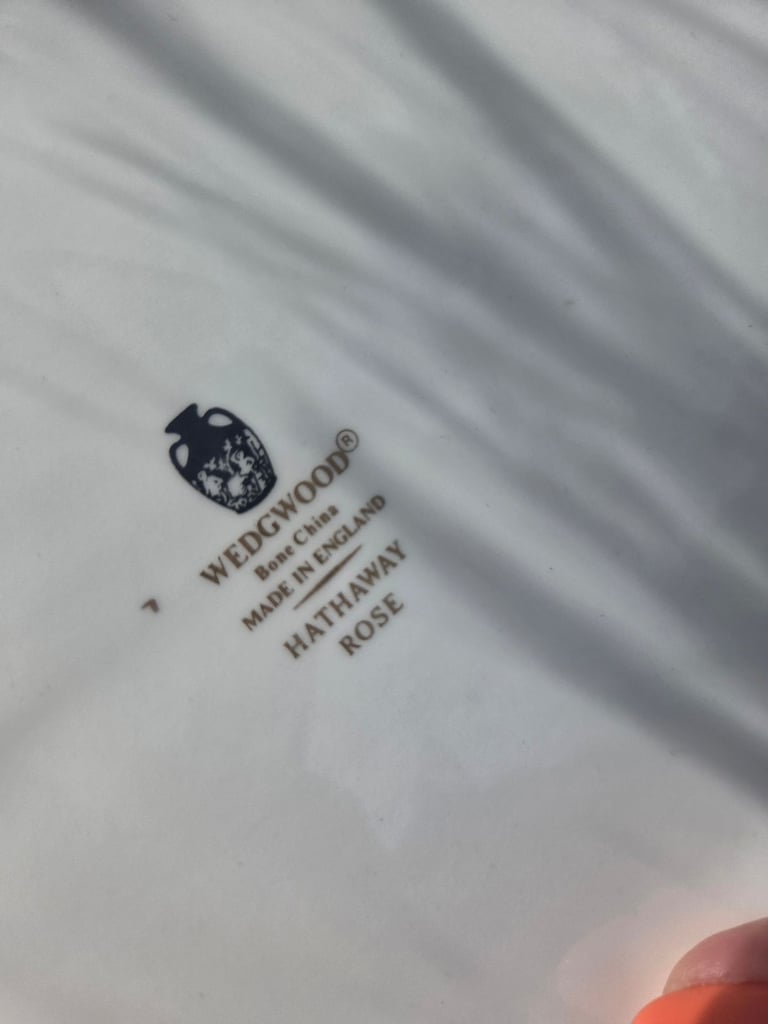 WEDGWOOD®
Bone China
MADE IN ENGLAND
HATHAWAY
ROSE